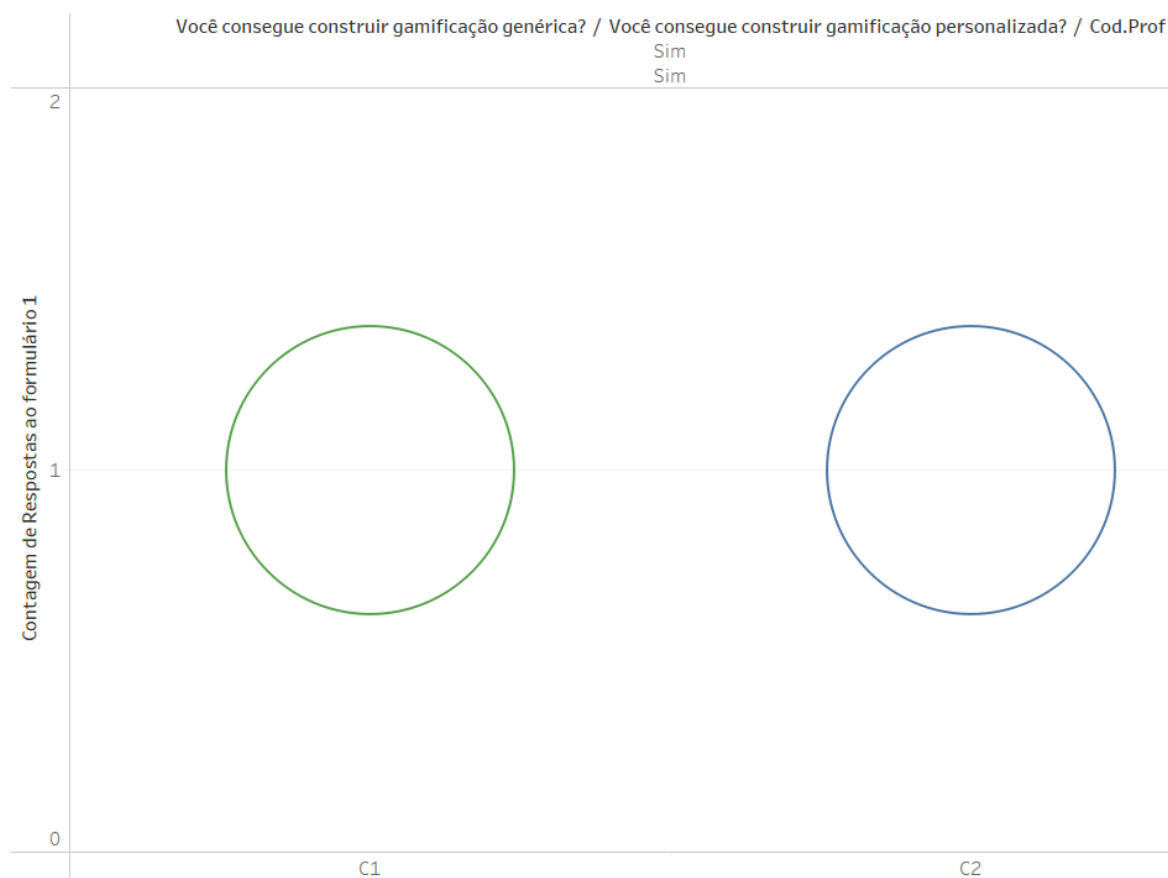 Você consegue construir gamificação genérica? / Você consegue construir gamificação personalizada? / Cod.Prof
Sim
Sim
2
Contagem de Respostas ao formulário 1
1
0
C1
C2